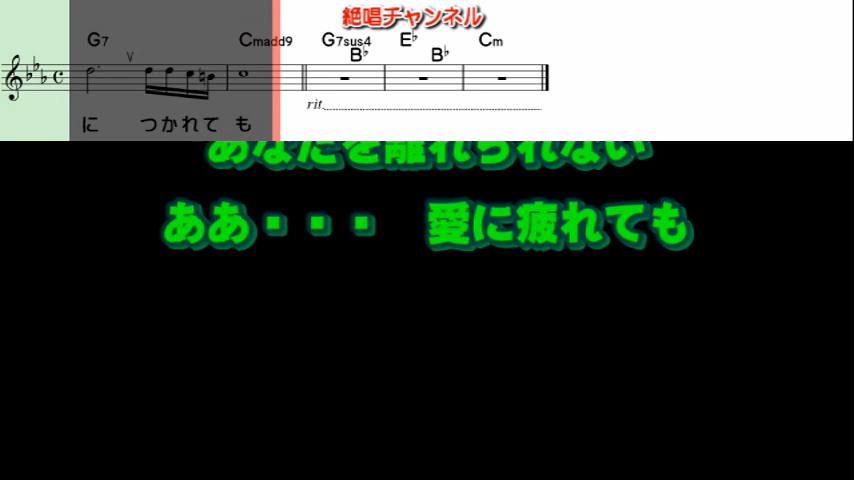 絶唱チャンネル
G7 Cmadd9 G7sus4 E♭ Cm
B♭ B♭
rit.
に つかれて も
あなたを離れられない
ああ・・・ 愛に疲れても